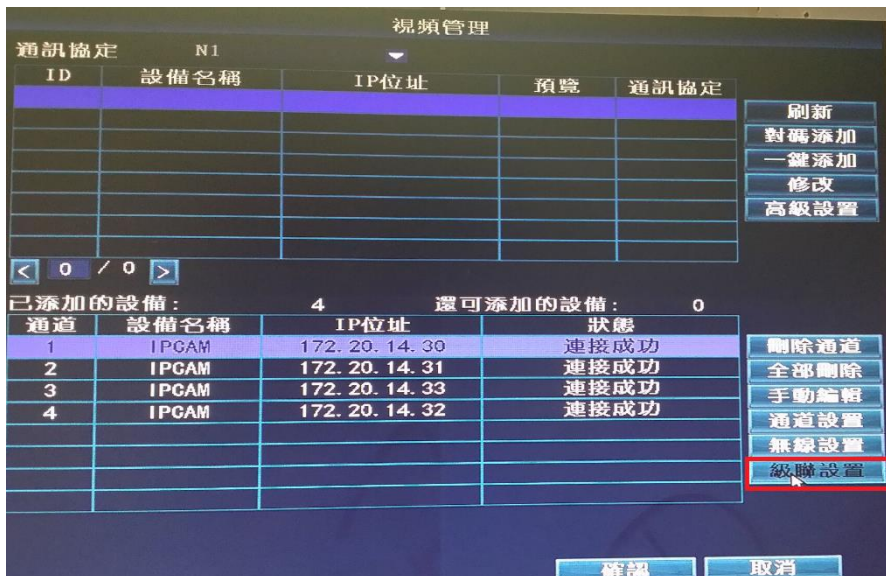 視頻管理
通訊協定 N1
ID 設備名稱 IP位址 預覽 通訊協定
刷新
對碼添加
一鍵添加
修改
高級設置
< 0 / 0 >
已添加的設備: 4 還可添加的設備: 0
通道 設備名稱 IP位址 狀態
1 IPCAM 172.20.14.30 連接成功 刪除通道
2 IPCAM 172.20.14.31 連接成功 全部刪除
3 IPCAM 172.20.14.33 連接成功 手動編輯
4 IPCAM 172.20.14.32 連接成功 通道設置
無線設置
級聯設置
確認 取消